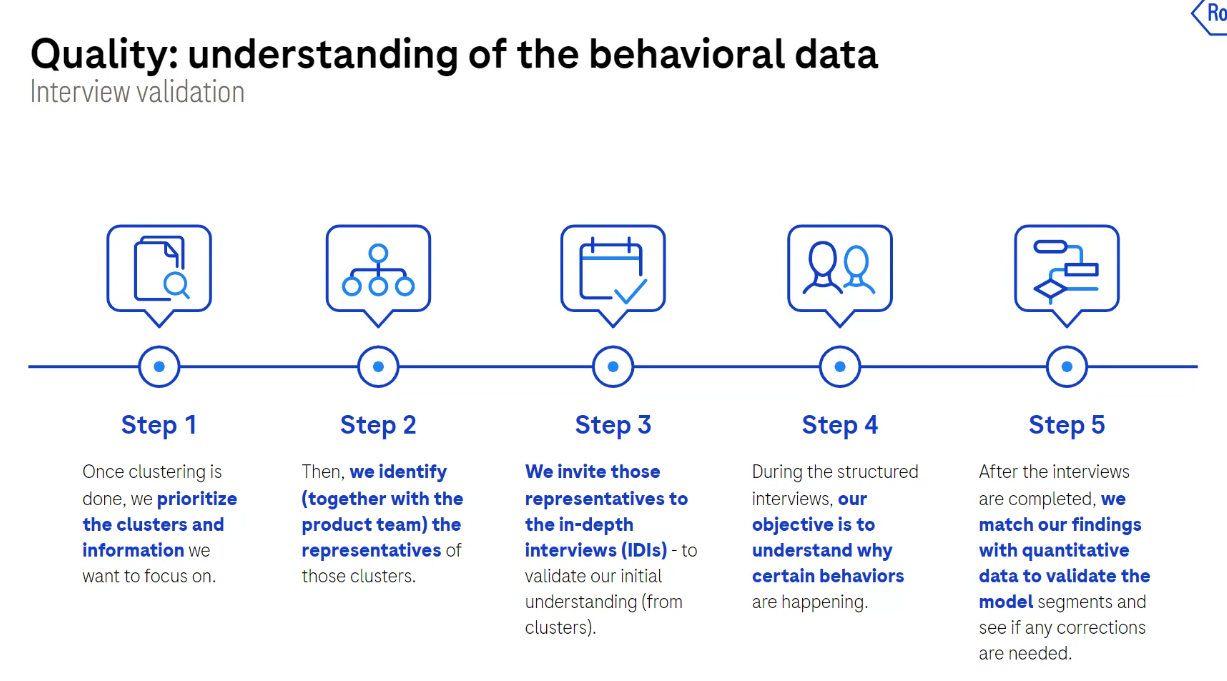 Ro
Quality: understanding of the behavioral data
Interview validation
Step 1
Once clustering is
done, we prioritize
the clusters and
information we
want to focus on.
Step 2
Then, we identify
(together with the
product team) the
representatives of
those clusters.
Step 3
We invite those
representatives to
the in-depth
interviews (IDIs) - to
validate our initial
understanding (from
clusters).
Step 4
During the structured
interviews, our
objective is to
understand why
certain behaviors
are happening.
Step 5
After the interviews
are completed, we
match our findings
with quantitative
data to validate the
model segments and
see if any corrections
are needed.